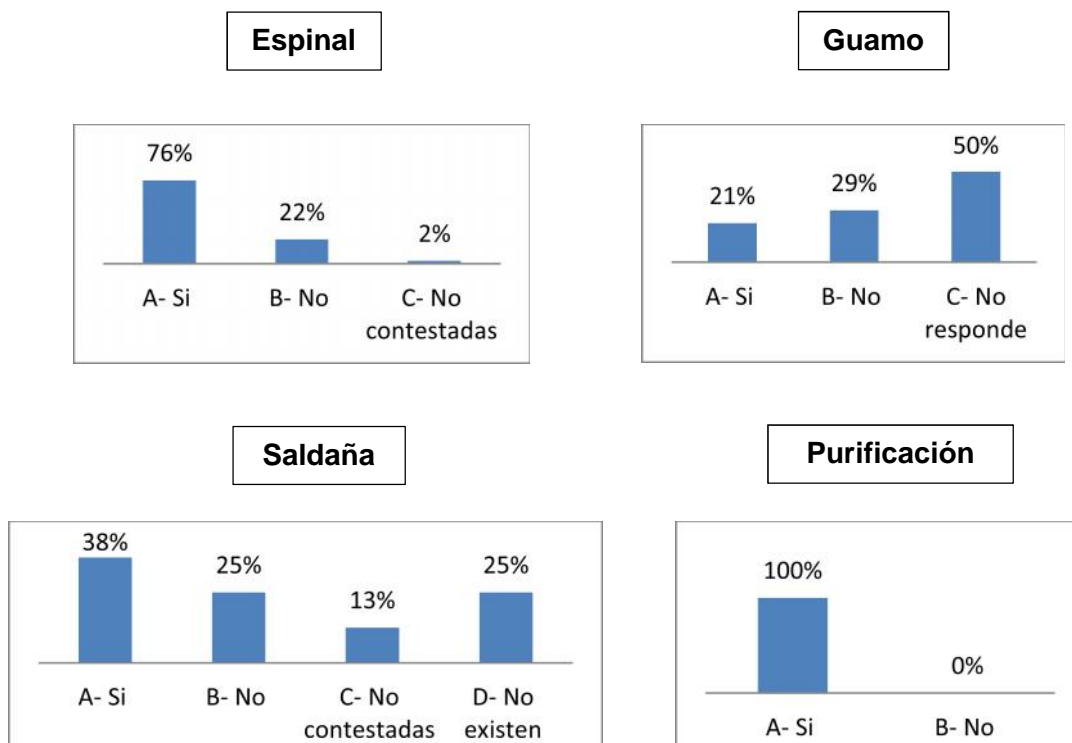 Espinal
76%
22%
2%
A- Si
B- No
C- No
contestadas
Guamo
21%
29%
50%
A- Si
B- No
C- No
responde
Saldaña
38%
25%
13%
25%
A- Si
B- No
C- No
contestadas
D- No
existen
Purificación
100%
0%
A- Si
B- No